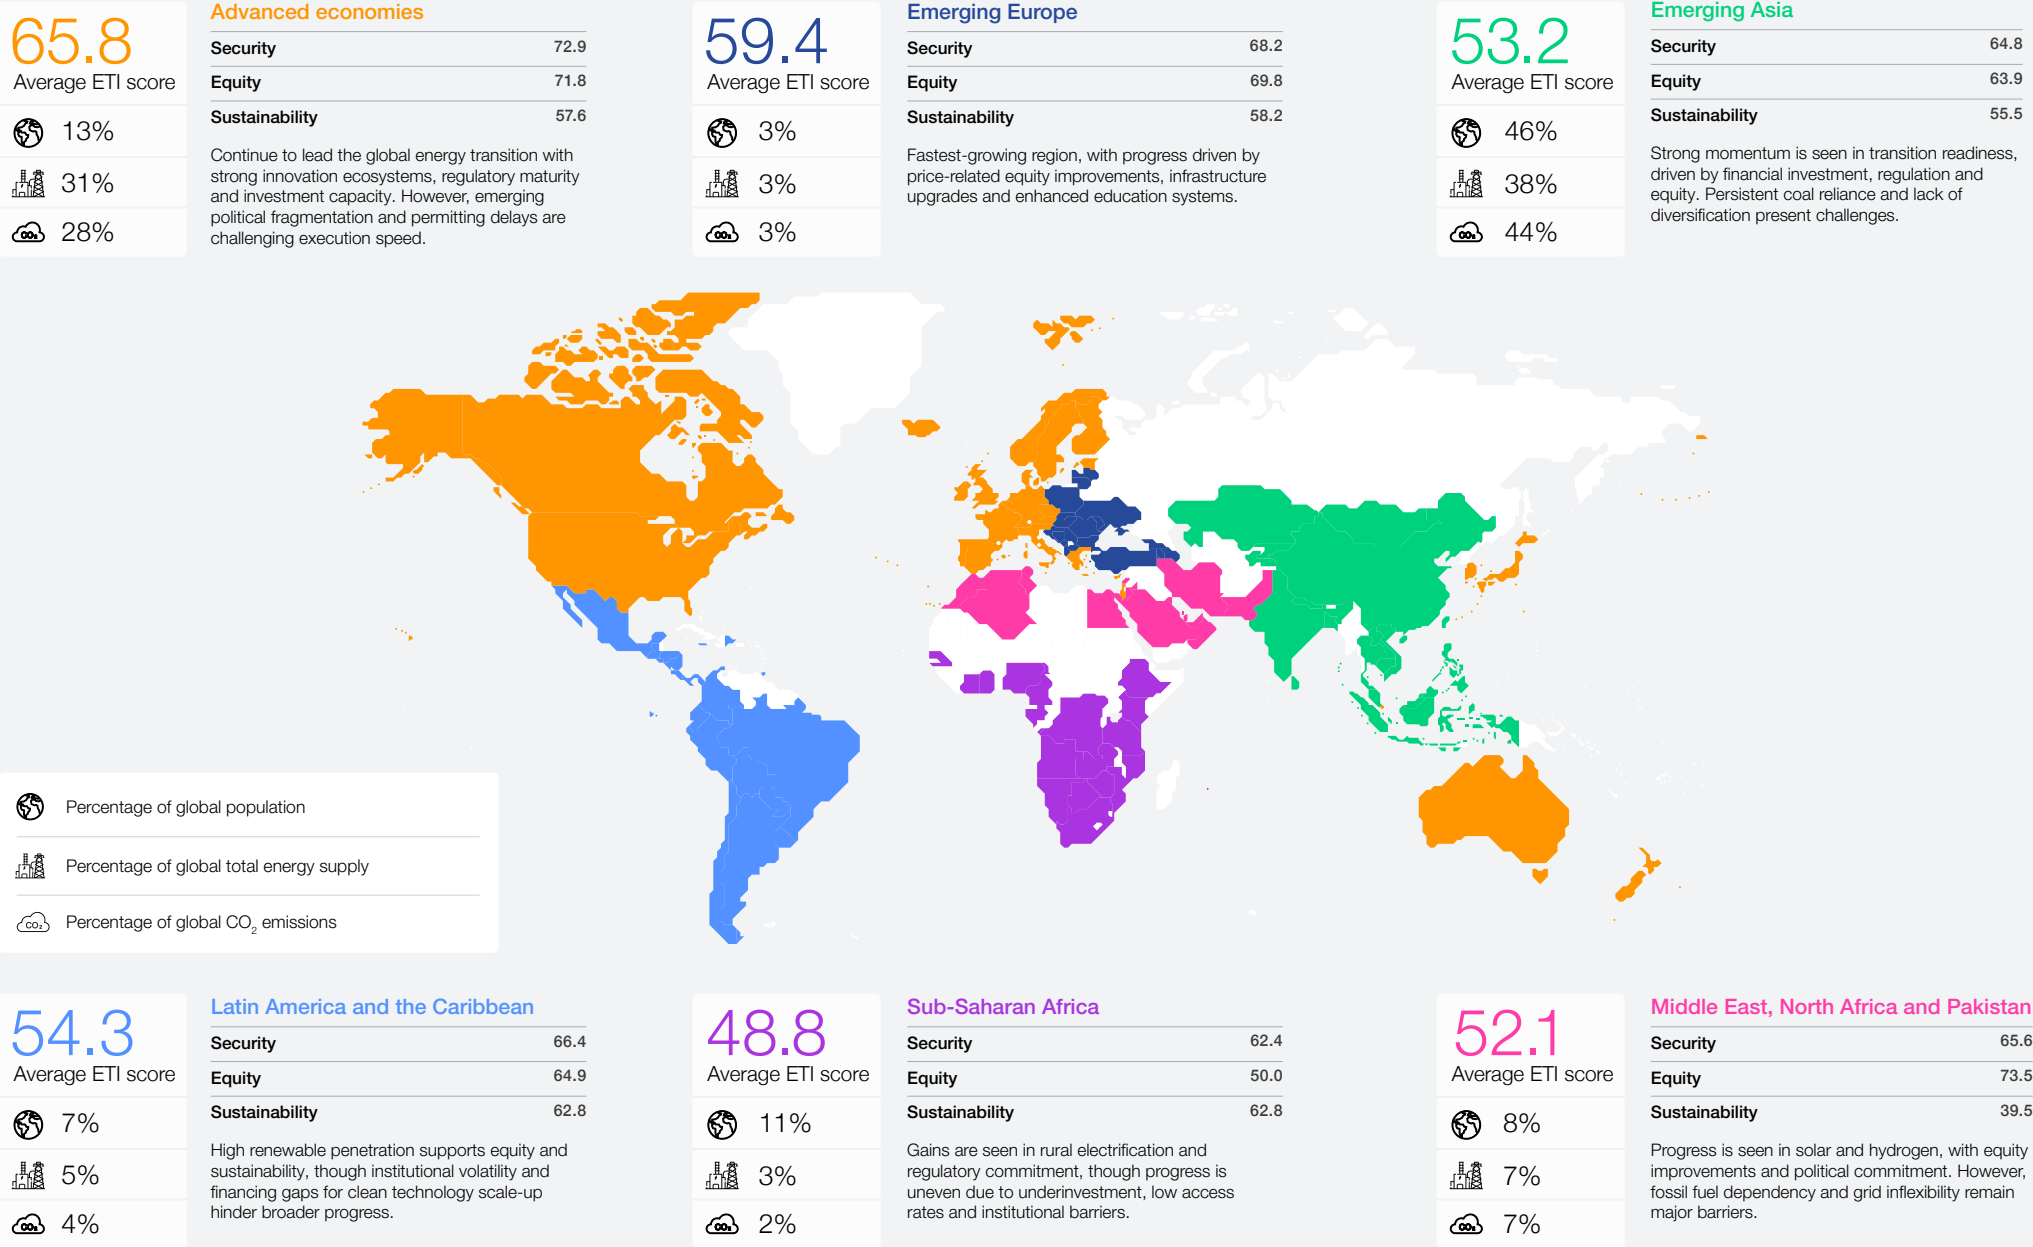 65.8
Average ETI score
13%
31%
28%
Advanced economies
Security 72.9
Equity 71.8
Sustainability 57.6
Continue to lead the global energy transition with
strong innovation ecosystems, regulatory maturity
and investment capacity. However, emerging
political fragmentation and permitting delays are
challenging execution speed.
59.4
Average ETI score
3%
3%
CO₂ 3%
Emerging Europe
Security 68.2
Equity 69.8
Sustainability 58.2
Fastest-growing region, with progress driven by
price-related equity improvements, infrastructure
upgrades and enhanced education systems.
53.2
Average ETI score
46%
38%
CO₂ 44%
Emerging Asia
Security 64.8
Equity 63.9
Sustainability 55.5
Strong momentum is seen in transition readiness,
driven by financial investment, regulation and
equity. Persistent coal reliance and lack of
diversification present challenges.
Percentage of global population
Percentage of global total energy supply
CO₂ Percentage of global CO₂ emissions
54.3
Average ETI score
7%
5%
CO₂ 4%
Latin America and the Caribbean
Security 66.4
Equity 64.9
Sustainability 62.8
High renewable penetration supports equity and
sustainability, though institutional volatility and
financing gaps for clean technology scale-up
hinder broader progress.
48.8
Average ETI score
11%
3%
CO₂ 2%
Sub-Saharan Africa
Security 62.4
Equity 50.0
Sustainability 62.8
Gains are seen in rural electrification and
regulatory commitment, though progress is
uneven due to underinvestment, low access
rates and institutional barriers.
52.1
Average ETI score
8%
7%
CO₂ 7%
Middle East, North Africa and Pakistan
Security 65.6
Equity 73.5
Sustainability 39.5
Progress is seen in solar and hydrogen, with equity
improvements and political commitment. However,
fossil fuel dependency and grid inflexibility remain
major barriers.